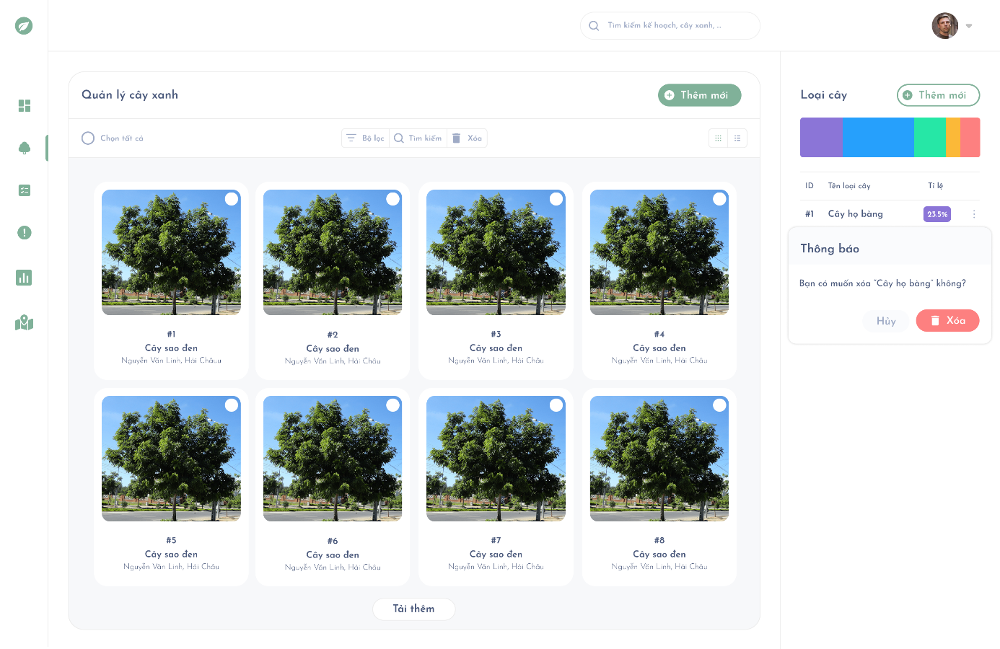 Tìm kiếm kế hoạch, cây xanh, ...
Quản lý cây xanh
Thêm mới
Chọn tất cả
Bộ lọc
Tìm kiếm
Xóa
#1
Cây sao đen
Nguyễn Văn Linh, Hải Châuu
#2
Cây sao đen
Nguyễn Văn Linh, Hải Châu
#3
Cây sao đen
Nguyễn Văn Linh, Hải Châu
#4
Cây sao đen
Nguyễn Văn Linh, Hải Châu
#5
Cây sao đen
Nguyễn Văn Linh, Hải Châu
#6
Cây sao đen
Nguyễn Văn Linh, Hải Châu
#7
Cây sao đen
Nguyễn Văn Linh, Hải Châu
#8
Cây sao đen
Nguyễn Văn Linh, Hải Châu
Tải thêm
Loại cây
Thêm mới
ID Tên loại cây Tỉ lệ
#1 Cây họ bàng 23.5%
Thông báo
Bạn có muốn xóa "Cây họ bàng" không?
Hủy
Xóa